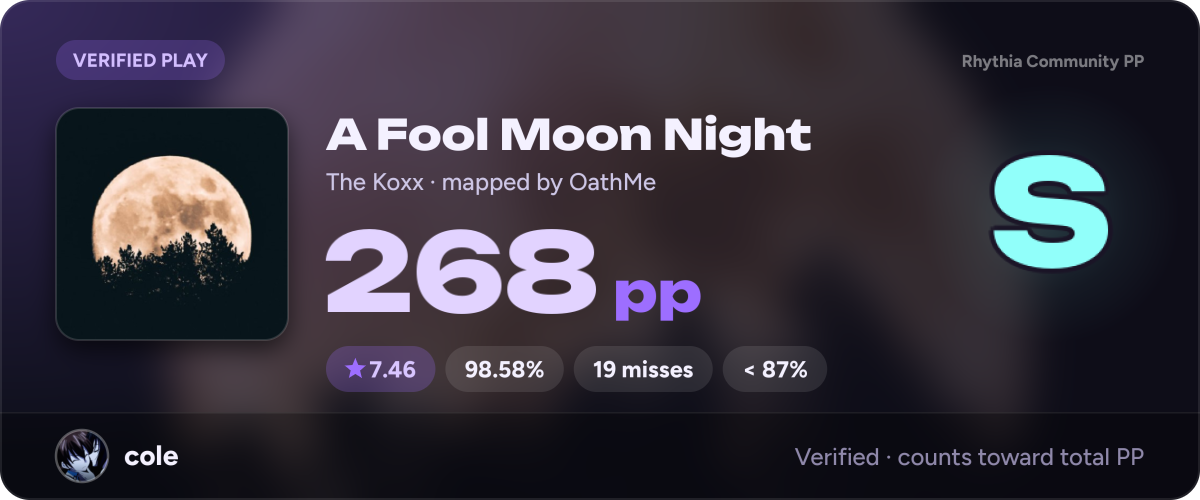 VERIFIED PLAY
Rhythia Community PP
A Fool Moon Night
The Koxx · mapped by OathMe
268 pp
S
★7.46
98.58%
19 misses
< 87%
cole
Verified · counts toward total PP